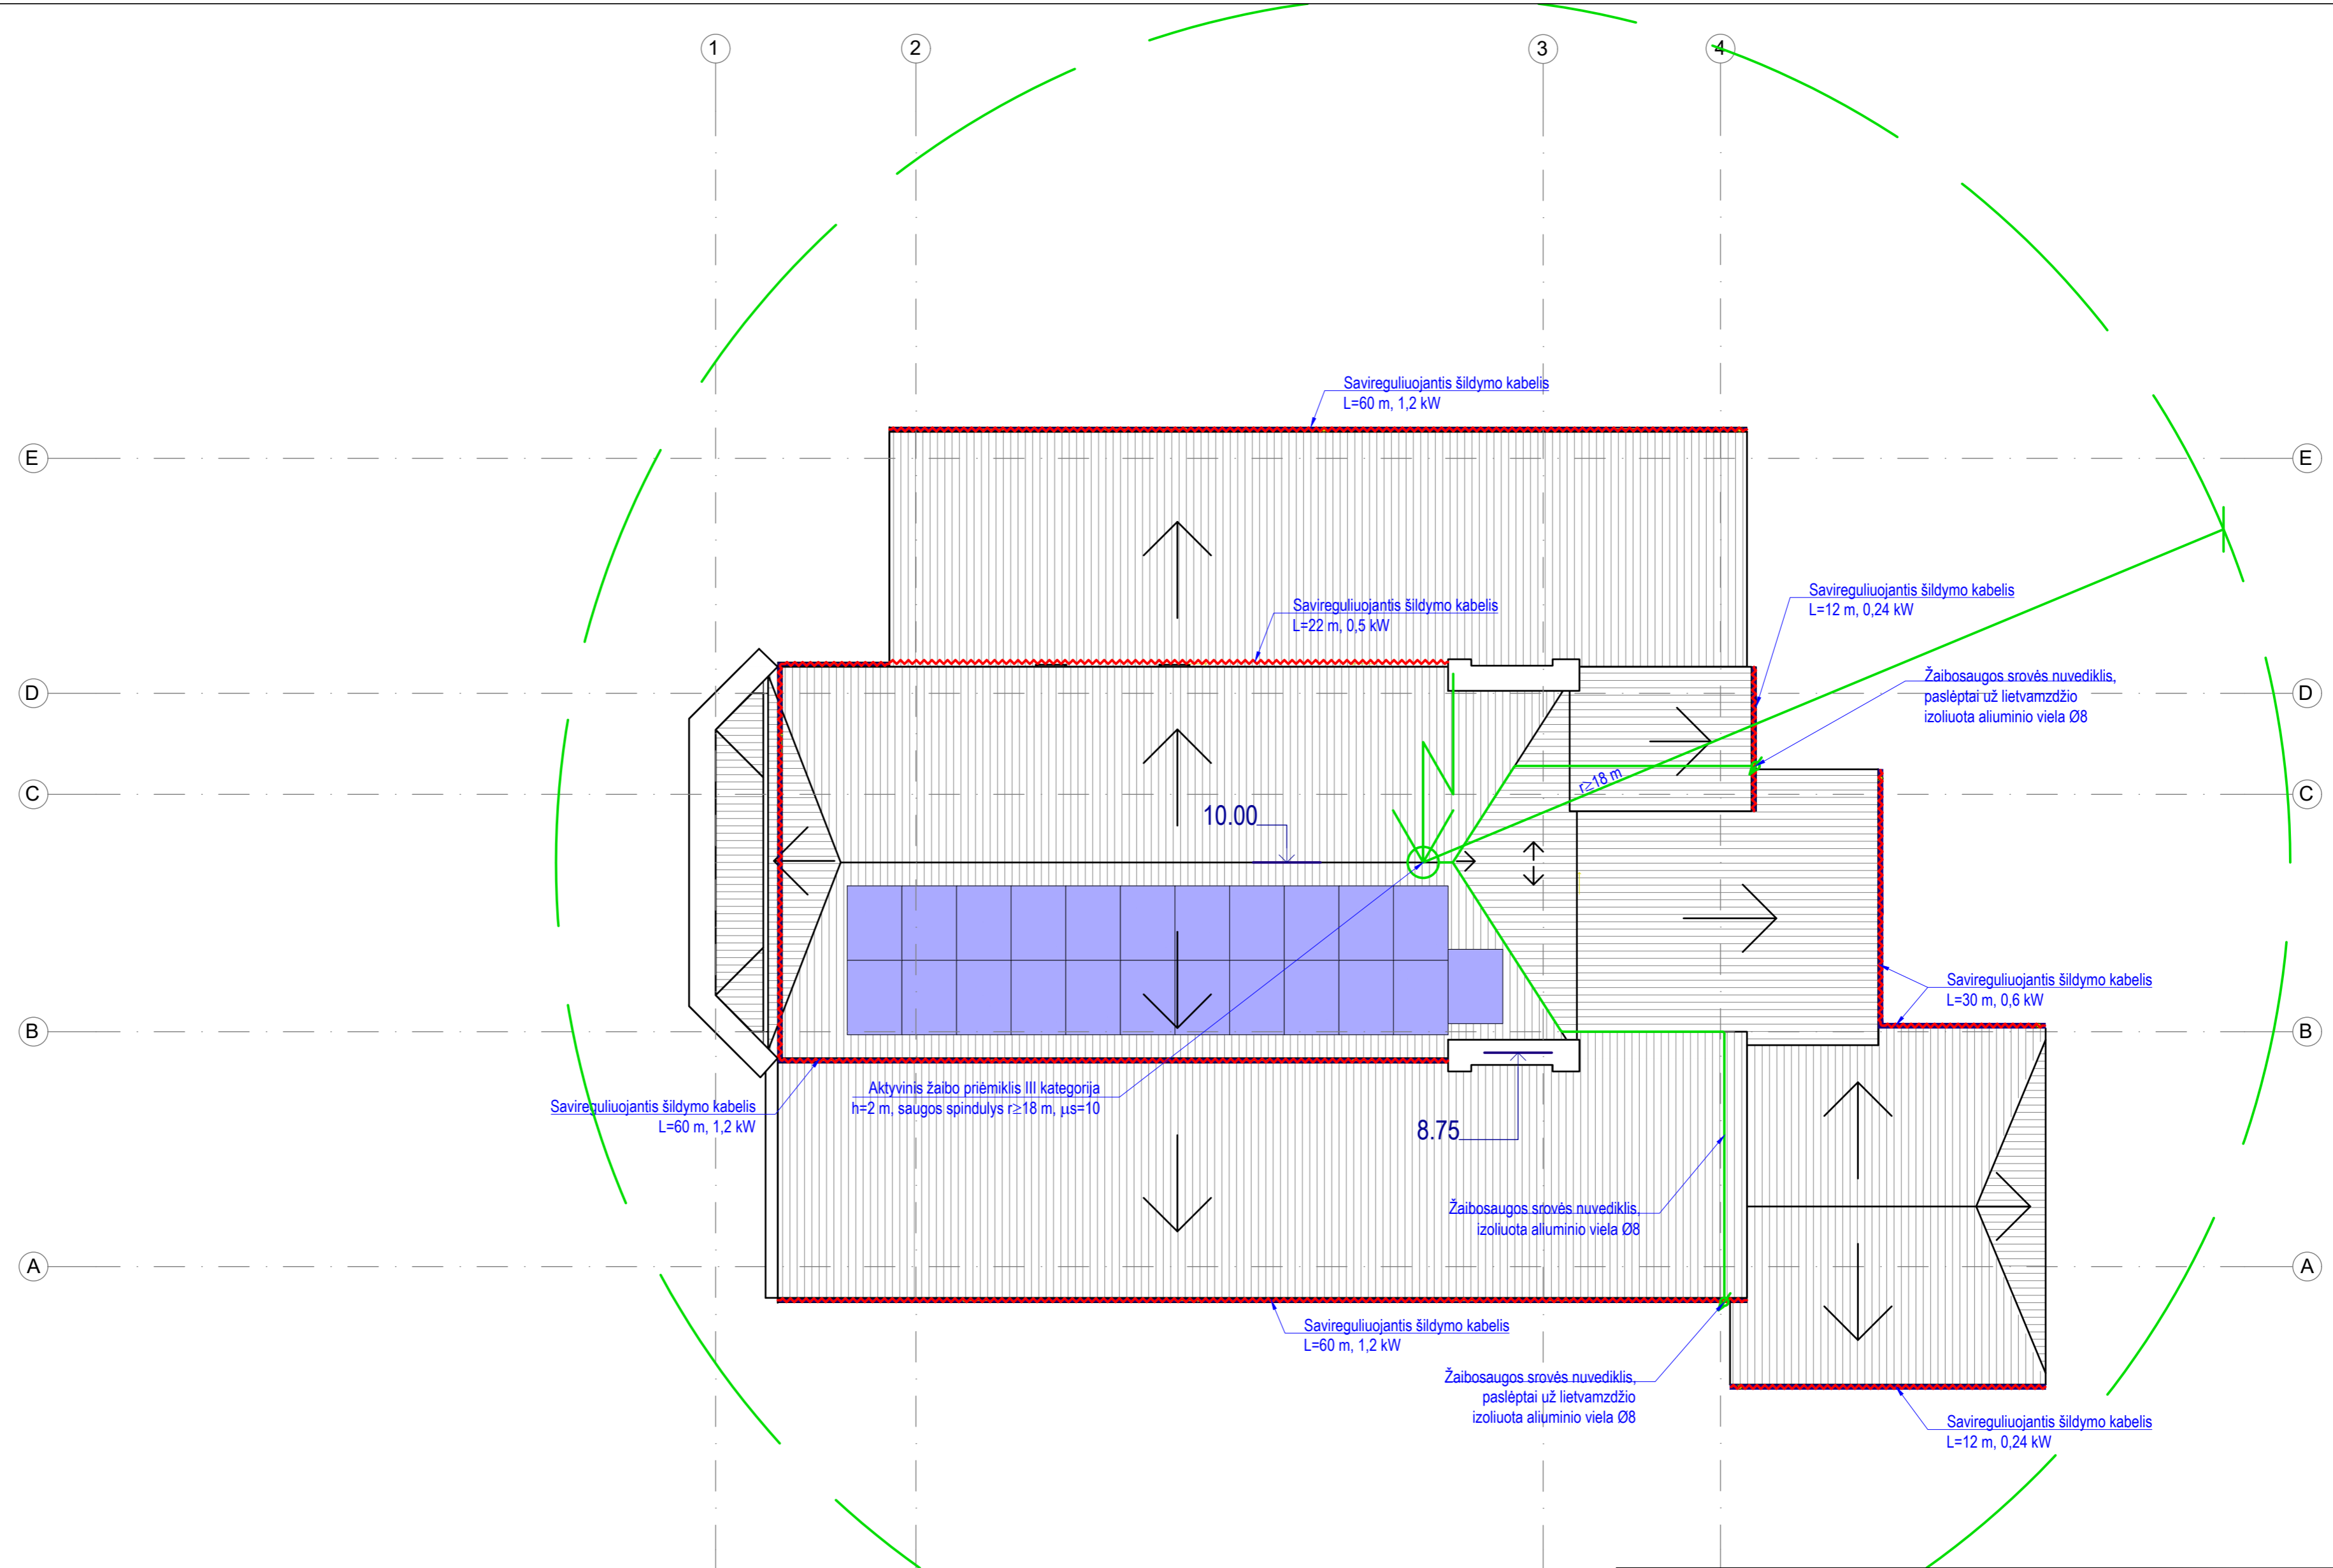 1
2
3
4
Savireguliuojantis šildymo kabelis
L=60 m, 1,2 kW
E
E
Savireguliuojantis šildymo kabelis
L=12 m, 0,24 kW
Savireguliuojantis šildymo kabelis
L=22 m, 0,5 kW
D
D
Žaibosaugos srovės nuvediklis,
paslėptai už lietvamzdžio
izoliuota aliuminio viela Ø8
r≥18 m
C
C
10.00
Savireguliuojantis šildymo kabelis
L=30 m, 0,6 kW
B
B
Aktyvinis žaibo priėmiklis III kategorija
h=2 m, saugos spindulys r≥18 m, μs=10
Savireguliuojantis šildymo kabelis
L=60 m, 1,2 kW
8.75
Žaibosaugos srovės nuvediklis,
izoliuota aliuminio viela Ø8
A
A
Savireguliuojantis šildymo kabelis
L=60 m, 1,2 kW
Žaibosaugos srovės nuvediklis,
paslėptai už lietvamzdžio
izoliuota aliuminio viela Ø8
Savireguliuojantis šildymo kabelis
L=12 m, 0,24 kW